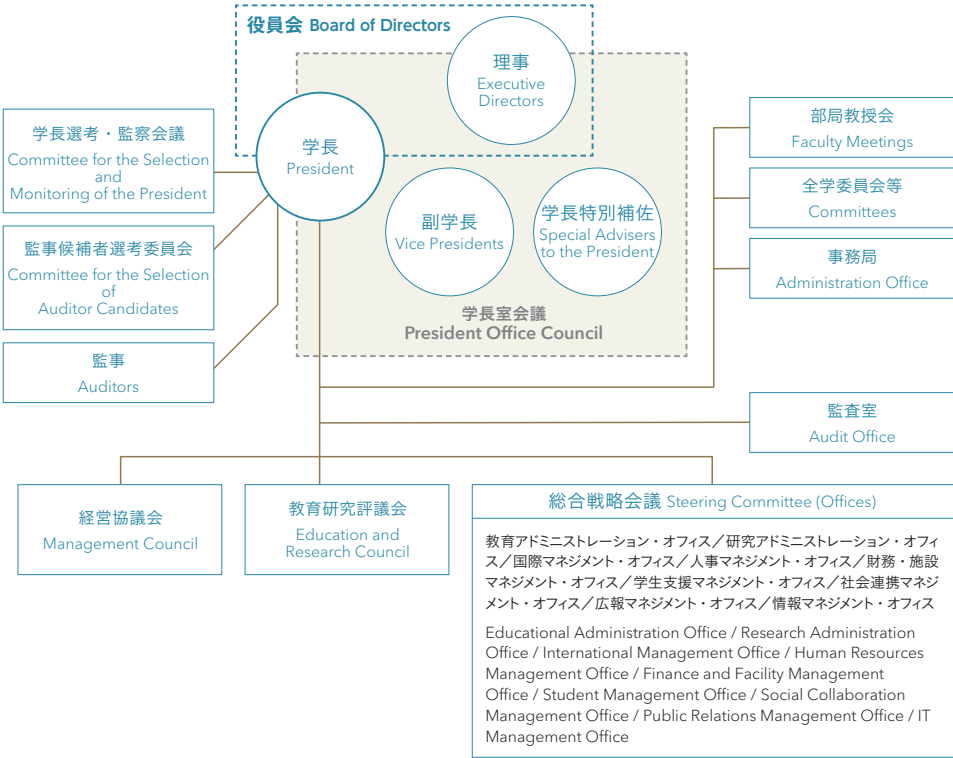 役員会 Board of Directors
理事
Executive
Directors
学長
President
副学長
Vice Presidents
学長特別補佐
Special Advisers
to the President
学長室会議
President Office Council
学長選考・監察会議
Committee for the Selection
and
Monitoring of the President
監事候補者選考委員会
Committee for the Selection
of
Auditor Candidates
監事
Auditors
部局教授会
Faculty Meetings
全学委員会等
Committees
事務局
Administration Office
監査室
Audit Office
経営協議会
Management Council
教育研究評議会
Education and
Research Council
総合戦略会議 Steering Committee (Offices)
教育アドミニストレーション・オフィス／研究アドミニストレーション・オフィ
ス／国際マネジメント・オフィス／人事マネジメント・オフィス／財務・施設
マネジメント・オフィス／学生支援マネジメント・オフィス／社会連携マネジ
メント・オフィス／広報マネジメント・オフィス／情報マネジメント・オフィス
Educational Administration Office / Research Administration
Office / International Management Office / Human Resources
Management Office / Finance and Facility Management
Office / Student Management Office / Social Collaboration
Management Office / Public Relations Management Office / IT
Management Office